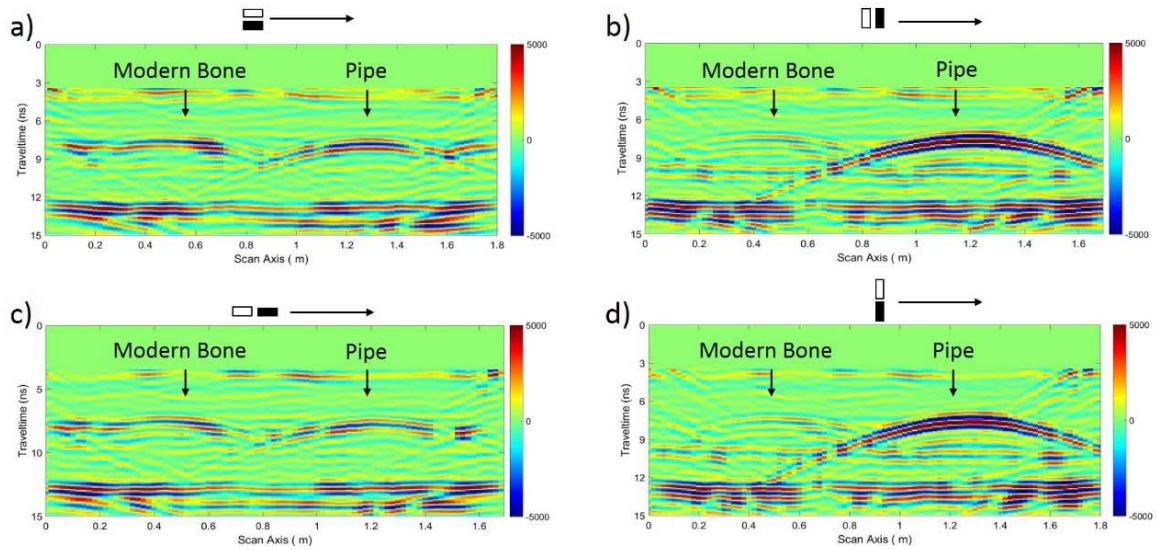 a)
Modern Bone Pipe
Traveltime (ns)
0
3
6
9
12
15
0 0.2 0.4 0.6 0.8 1 1.2 1.4 1.6 1.8
Scan Axis ( m)
5000
0
-5000
b)
Modern Bone Pipe
Traveltime (ns)
0
3
6
9
12
15
0 0.2 0.4 0.6 0.8 1 1.2 1.4 1.6
Scan Axis ( m)
5000
0
-5000
c)
Modern Bone Pipe
Traveltime (ns)
0
5
10
15
0 0.2 0.4 0.6 0.8 1 1.2 1.4 1.6
Scan Axis ( m)
5000
0
-5000
d)
Modern Bone Pipe
Traveltime (ns)
0
3
6
9
12
15
0 0.2 0.4 0.6 0.8 1 1.2 1.4 1.6 1.8
Scan Axis ( m)
5000
0
-5000